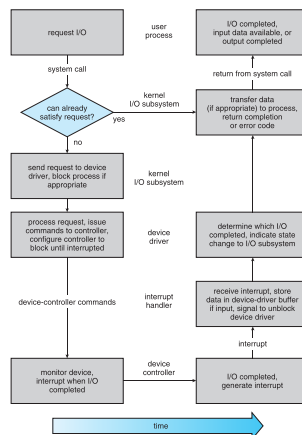 request I/O
user
process
I/O completed,
input data available, or
output completed
system call
return from system call
can already
satisfy request?
kernel
I/O subsystem
yes
transfer data
(if appropriate) to process,
return completion
or error code
no
send request to device
driver, block process if
appropriate
kernel
I/O subsystem
process request, issue
commands to controller,
configure controller to
block until interrupted
device
driver
determine which I/O
completed, indicate state
change to I/O subsystem
device-controller commands
interrupt
handler
receive interrupt, store
data in device-driver buffer
if input, signal to unblock
device driver
interrupt
monitor device,
interrupt when I/O
completed
device
controller
I/O completed,
generate interrupt
time